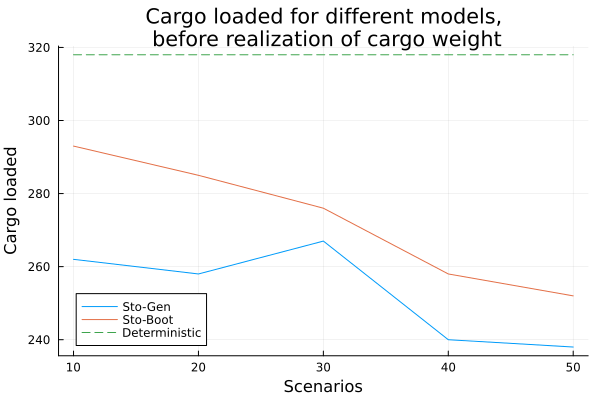 Cargo loaded for different models,
before realization of cargo weight
320
300
280
260
240
Cargo loaded
Sto-Gen
Sto-Boot
Deterministic
10 20 30 40 50
Scenarios